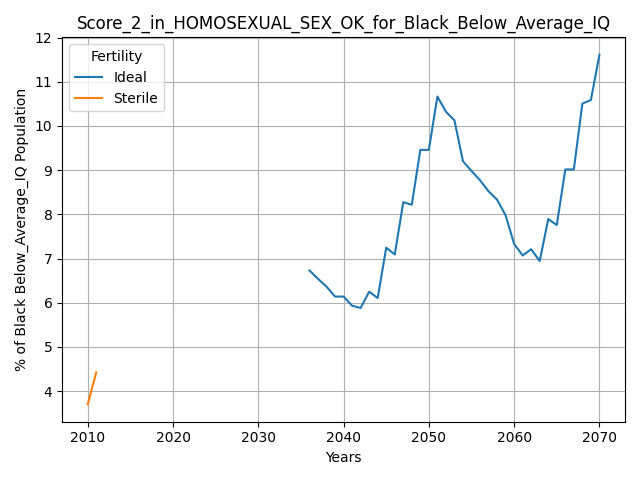 Score_2_in_HOMOSEXUAL_SEX_OK_for_Black_Below_Average_IQ
12
11
10
9
8
7
6
5
4
% of Black Below_Average_IQ Population
Fertility
Ideal
Sterile
2010 2020 2030 2040 2050 2060 2070
Years